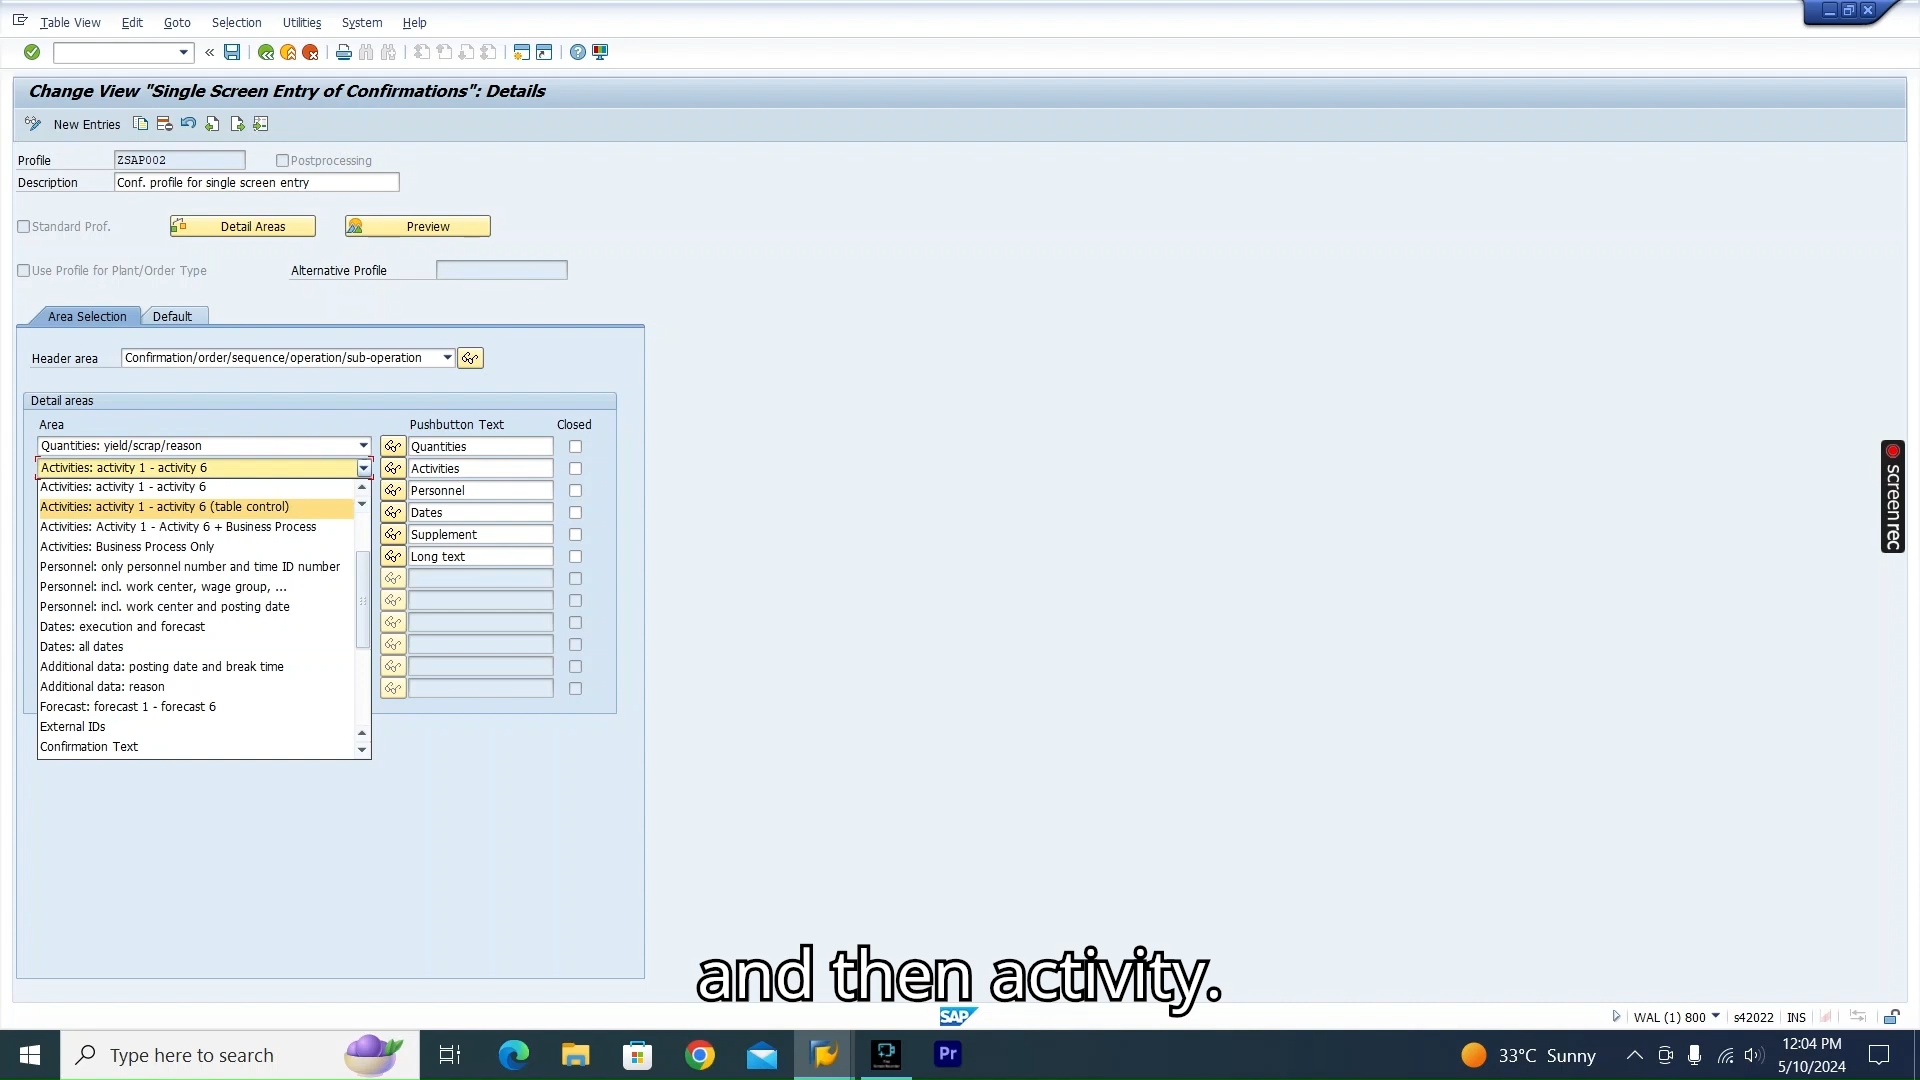 Table View Edit Goto Selection Utilities System Help
Change View "Single Screen Entry of Confirmations": Details
New Entries
Profile ZSAP002 Postprocessing
Description Conf. profile for single screen entry
Standard Prof. Detail Areas Preview
Use Profile for Plant/Order Type Alternative Profile
Area Selection Default
Header area Confirmation/order/sequence/operation/sub-operation
Detail areas
Area Pushbutton Text Closed
Quantities: yield/scrap/reason Quantities
Activities: activity 1 - activity 6 Activities
Activities: activity 1 - activity 6 Personnel
Activities: activity 1 - activity 6 (table control) Dates
Activities: Activity 1 - Activity 6 + Business Process Supplement
Activities: Business Process Only Long text
Personnel: only personnel number and time ID number
Personnel: incl. work center, wage group, ...
Personnel: incl. work center and posting date
Dates: execution and forecast
Dates: all dates
Additional data: posting date and break time
Additional data: reason
Forecast: forecast 1 - forecast 6
External IDs
Confirmation Text
screenrec
and then activity.
SAP WAL (1) 800 s42022 INS
Type here to search Pr 33°C Sunny 12:04 PM
5/10/2024